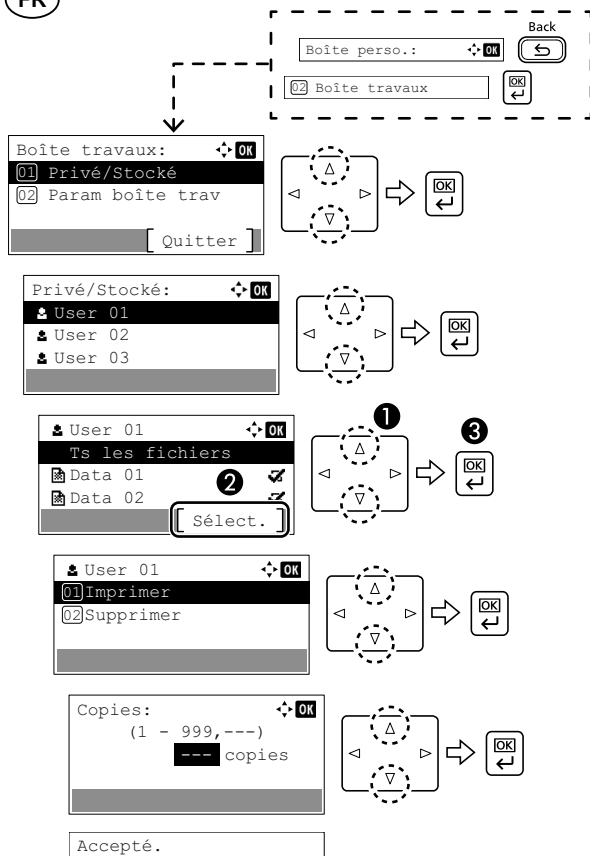 FR
Back
Boîte perso.: OK
02 Boîte travaux OK
Boîte travaux: OK
01 Privé/Stocké
02 Param boîte trav
[ Quitter ]
OK
Privé/Stocké: OK
User 01
User 02
User 03
OK
User 01 OK
Ts les fichiers
Data 01
Data 02
[ Sélect. ]
2
1
3
OK
User 01 OK
01 Imprimer
02 Supprimer
OK
Copies: OK
(1 - 999,---)
--- copies
OK
Accepté.